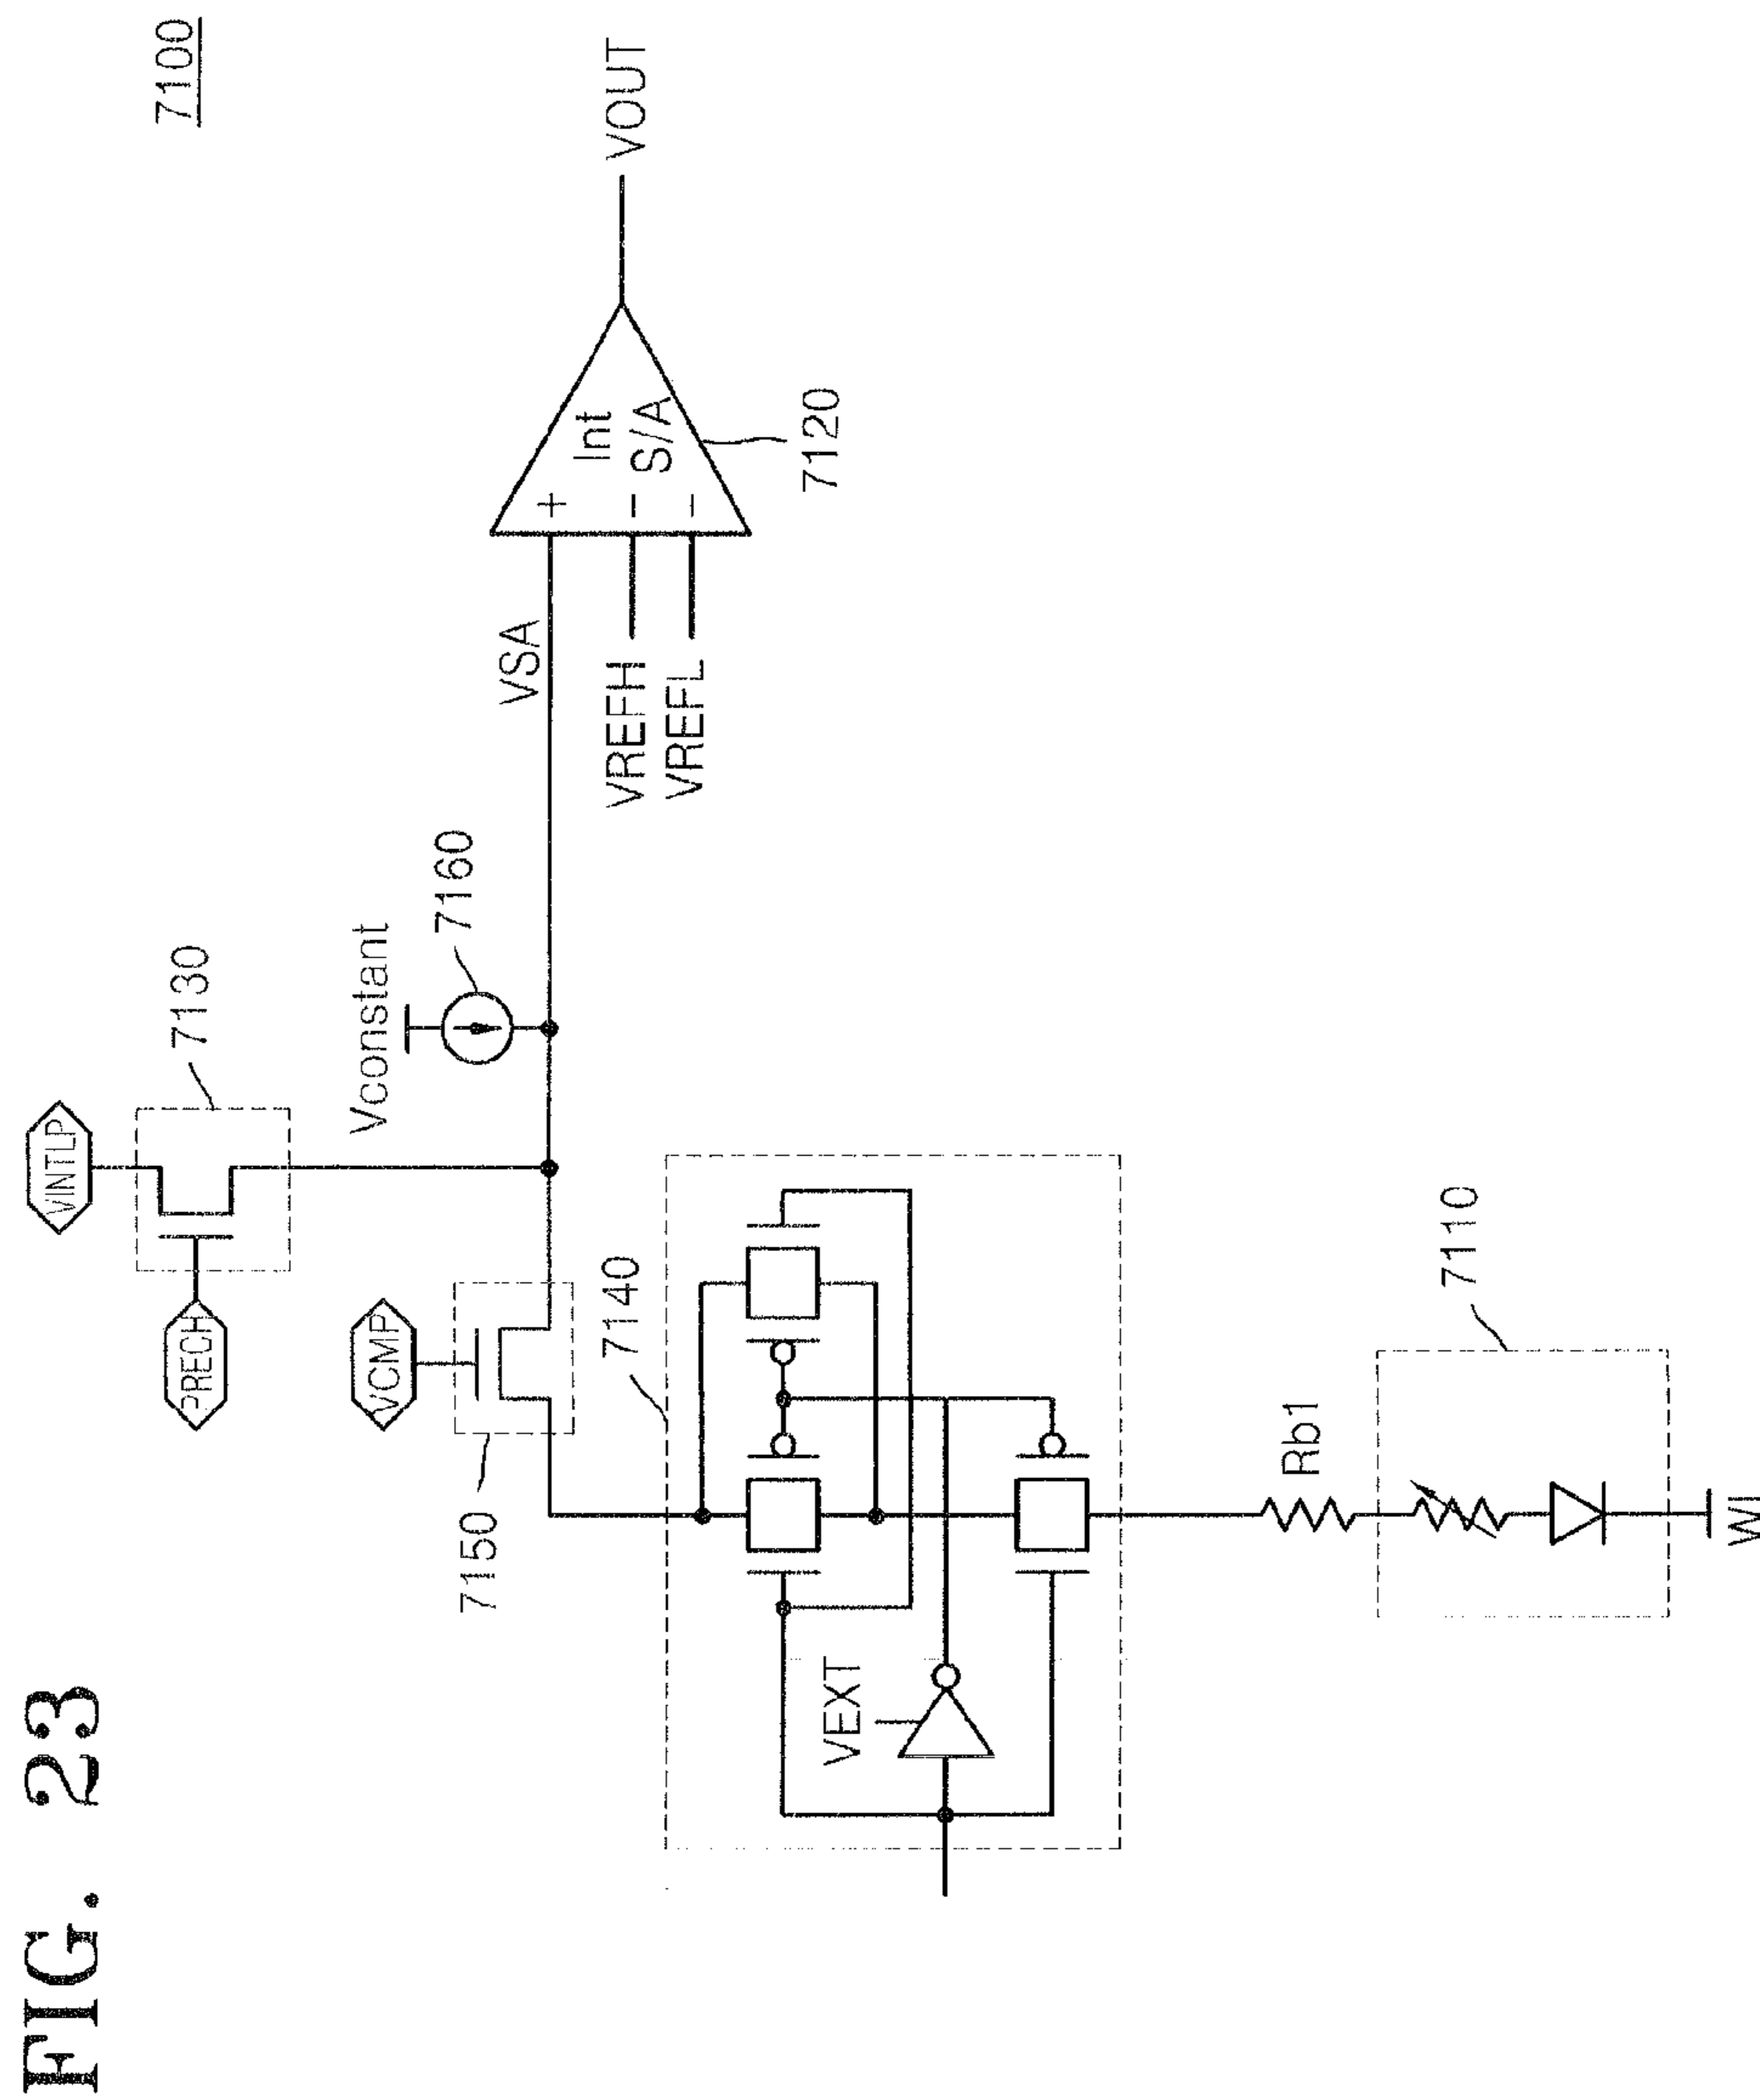 FIG. 23
7100
VINTLP
PRECH
7130
Vconstant
7160
VCMP
7150
VSA
VREFH
VREFL
+
−
−
Int
S/A
VOUT
7120
7140
VEXT
Rb1
7110